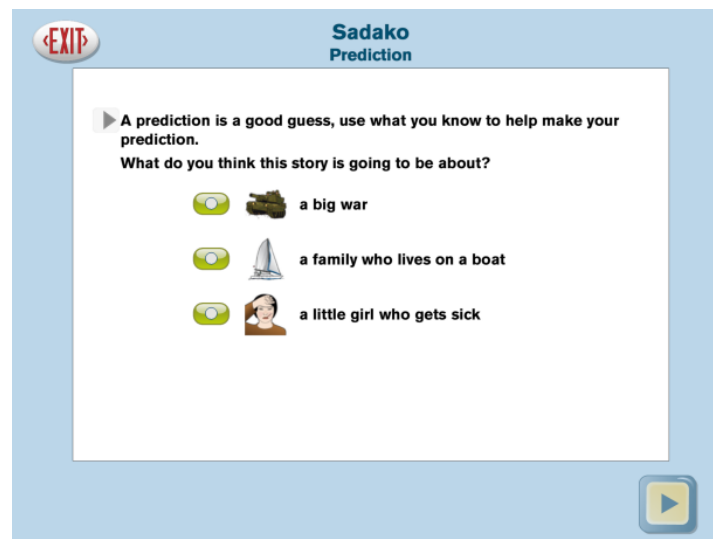 EXIT
Sadako
Prediction
A prediction is a good guess, use what you know to help make your
prediction.
What do you think this story is going to be about?
a big war
a family who lives on a boat
a little girl who gets sick